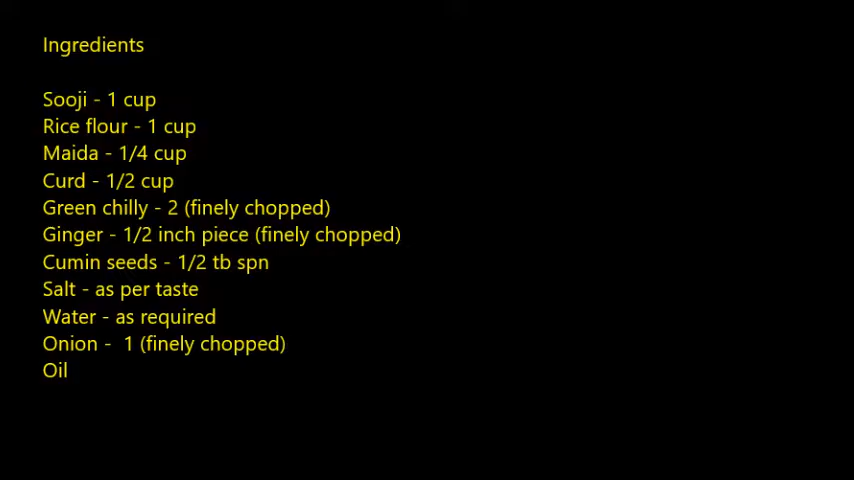 Ingredients
Sooji - 1 cup
Rice flour - 1 cup
Maida - 1/4 cup
Curd - 1/2 cup
Green chilly - 2 (finely chopped)
Ginger - 1/2 inch piece (finely chopped)
Cumin seeds - 1/2 tb spn
Salt - as per taste
Water - as required
Onion -  1 (finely chopped)
Oil